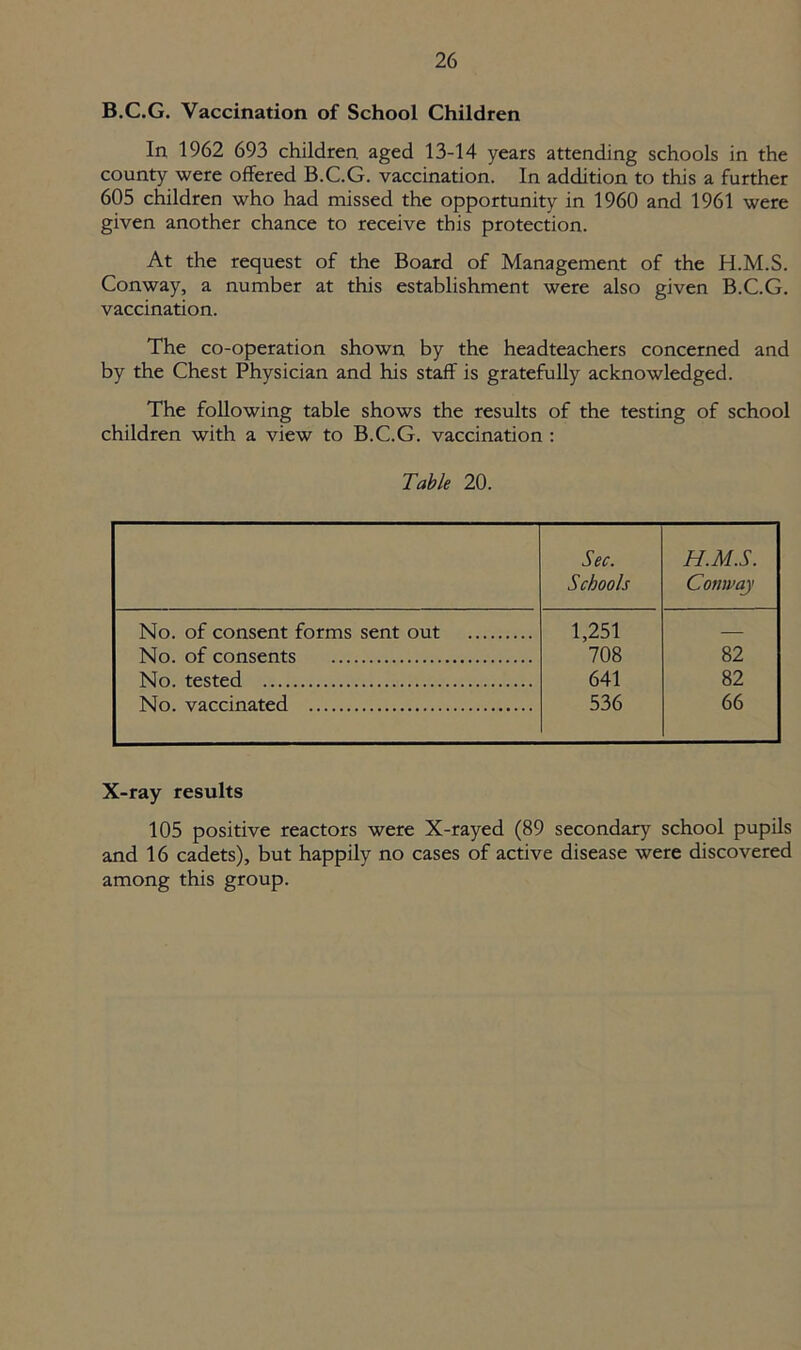 26
B.C.G. Vaccination of School Children
In 1962 693 children aged 13-14 years attending schools in the
county were offered B.C.G. vaccination. In addition to this a further
605 children who had missed the opportunity in 1960 and 1961 were
given another chance to receive this protection.
At the request of the Board of Management of the H.M.S.
Conway, a number at this establishment were also given B.C.G.
vaccination.
The co-operation shown by the headteachers concerned and
by the Chest Physician and his staff is gratefully acknowledged.
The following table shows the results of the testing of school
children with a view to B.C.G. vaccination :
Table 20.
Sec. H.M.S.
Schools Conway
No. of consent forms sent out .......... 1,251 —
No. of consents .............................. 708 82
No. tested ........................................ 641 82
No. vaccinated .................................. 536 66
X-ray results
105 positive reactors were X-rayed (89 secondary school pupils
and 16 cadets), but happily no cases of active disease were discovered
among this group.